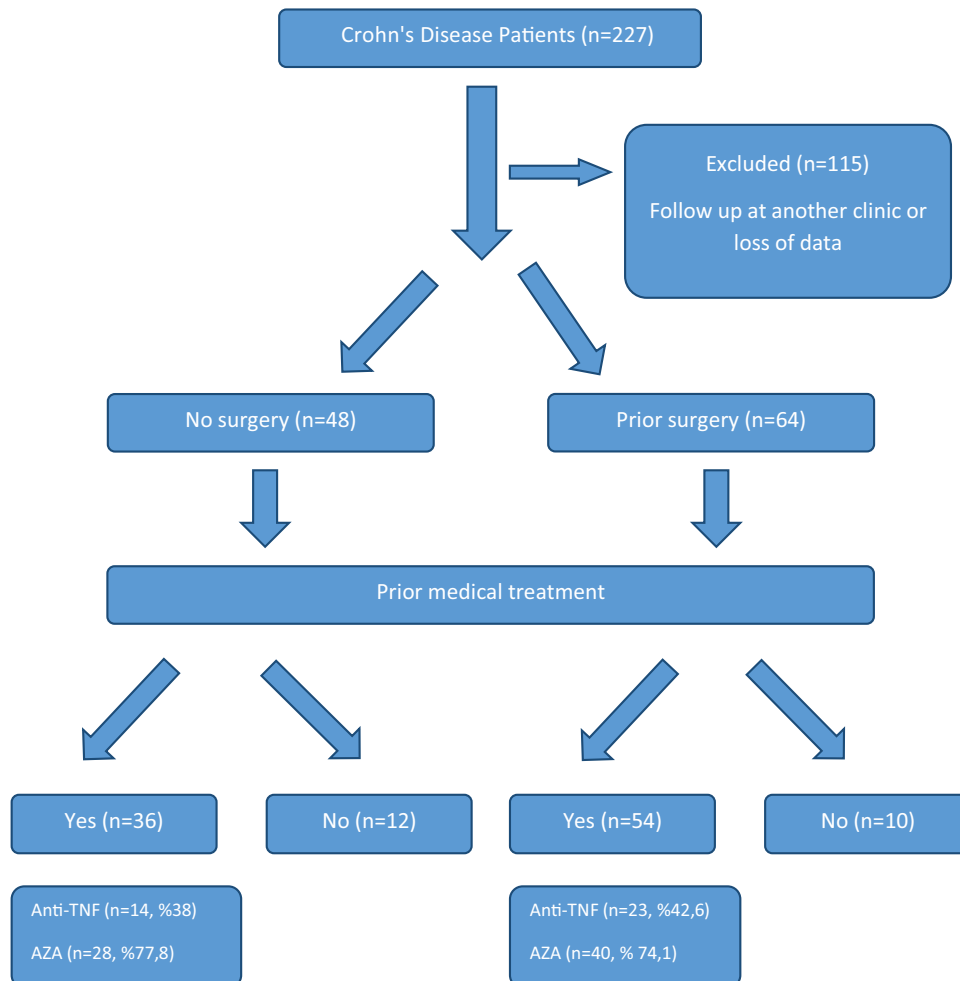 Crohn's Disease Patients (n=227)
Excluded (n=115)
Follow up at another clinic or
loss of data
No surgery (n=48)
Prior surgery (n=64)
Prior medical treatment
Yes (n=36)
No (n=12)
Yes (n=54)
No (n=10)
Anti-TNF (n=14, %38)
AZA (n=28, %77,8)
Anti-TNF (n=23, %42,6)
AZA (n=40, % 74,1)